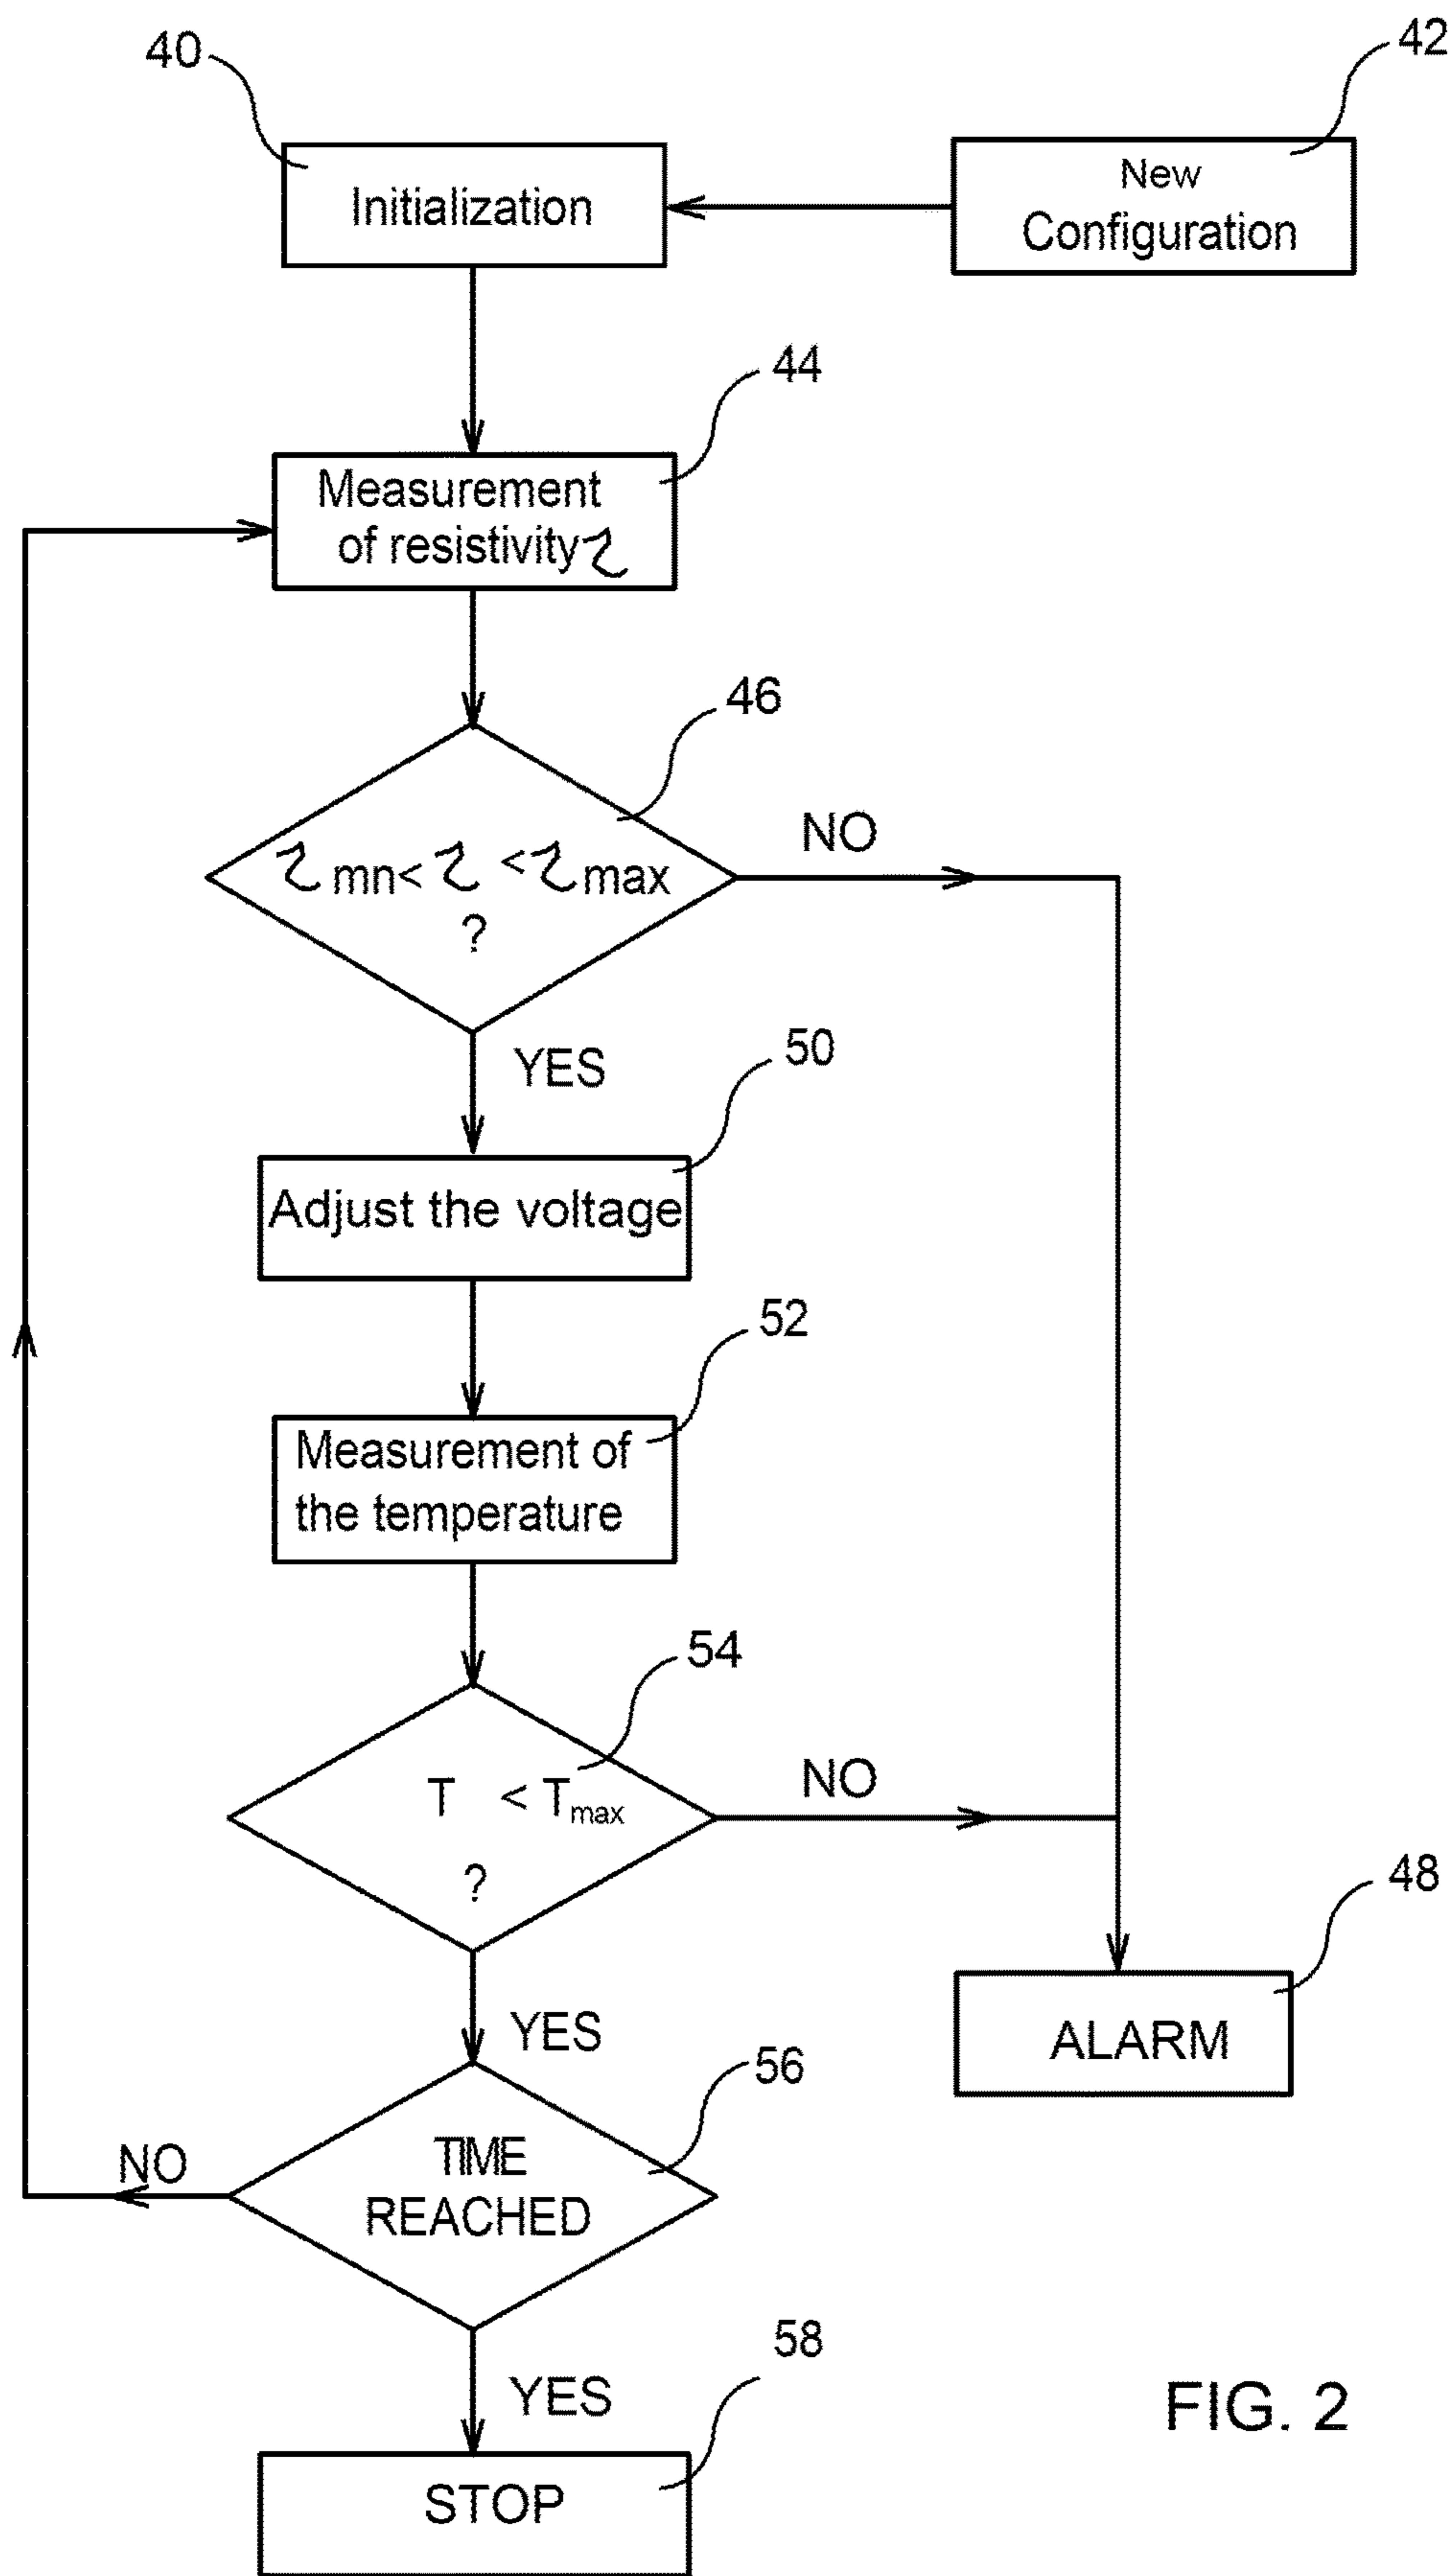 40
42
Initialization
New
Configuration
44
Measurement
of resistivity τ
46
τ mn< τ < τ max
?
NO
YES
50
Adjust the voltage
52
Measurement of
the temperature
54
T < Tmax
?
NO
48
YES
ALARM
56
TIME
REACHED
NO
58
YES
STOP
FIG. 2